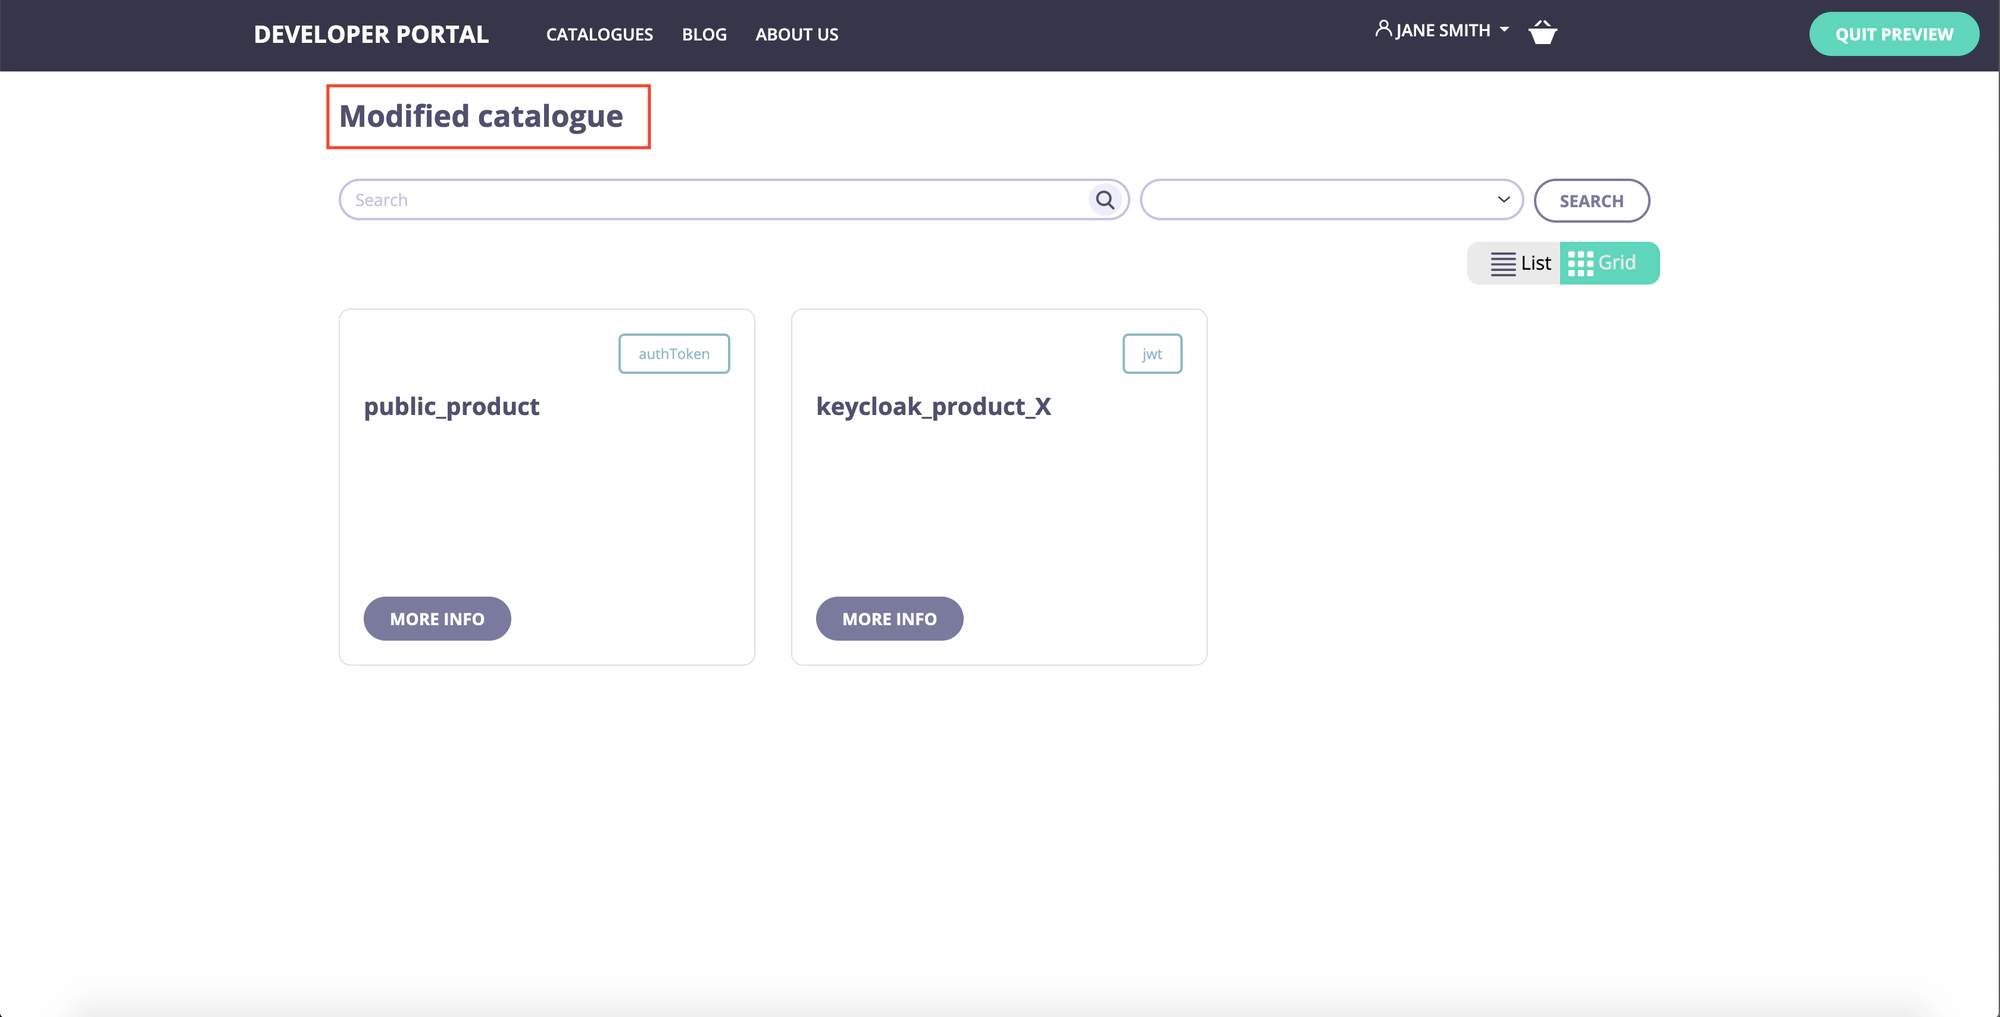 DEVELOPER PORTAL CATALOGUES BLOG ABOUT US JANE SMITH QUIT PREVIEW
Modified catalogue
Search SEARCH
List Grid
authToken
public_product
MORE INFO
jwt
keycloak_product_X
MORE INFO